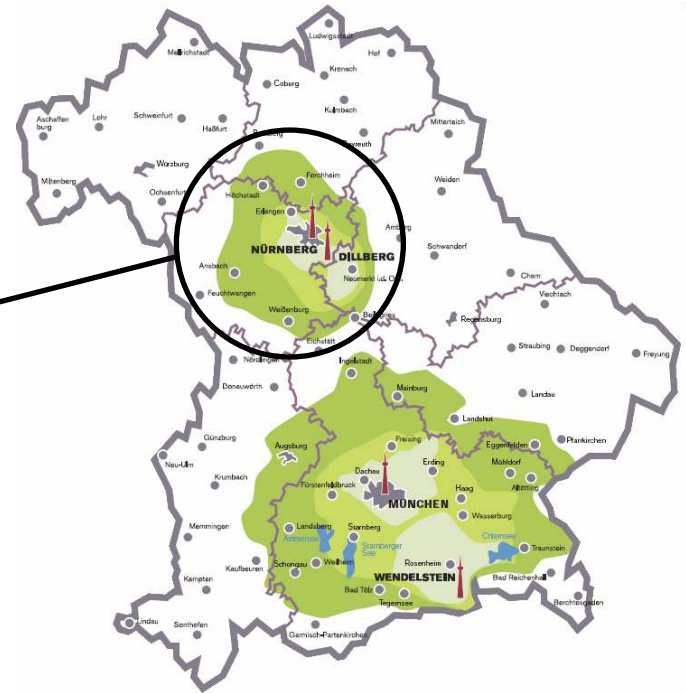 Ludwigsstadt
Mellrichstadt
Hof
Kronach
Coburg
Kulmbach
Aschaffen
burg
Lohr
Schweinfurt
Haßfurt
Mitterteich
Würzburg
Miltenberg
Ochsenfurt
Forchheim
Höchstadt
Weiden
Erlangen
Amberg
NÜRNBERG
DILLBERG
Schwandorf
Ansbach
Neumarkt i.d. OPf.
Cham
Feuchtwangen
Viechtach
Weißenburg
Beilngries
Regensburg
Eichstätt
Straubing
Deggendorf
Freyung
Nördlingen
Ingolstadt
Donauwörth
Mainburg
Landau
Landshut
Günzburg
Augsburg
Freising
Eggenfelden
Pfarrkirchen
Neu-Ulm
Dachau
Erding
Mühldorf
Krumbach
Fürstenfeldbruck
Haag
Altötting
MÜNCHEN
Wasserburg
Memmingen
Landsberg
Starnberg
Ammersee
Starnberger
See
Chiemsee
Traunstein
Kaufbeuren
Schongau
Weilheim
Rosenheim
WENDELSTEIN
Bad Reichenhall
Kempten
Bad Tölz
Tegernsee
Berchtesgaden
Lindau
Sonthofen
Garmisch-Partenkirchen